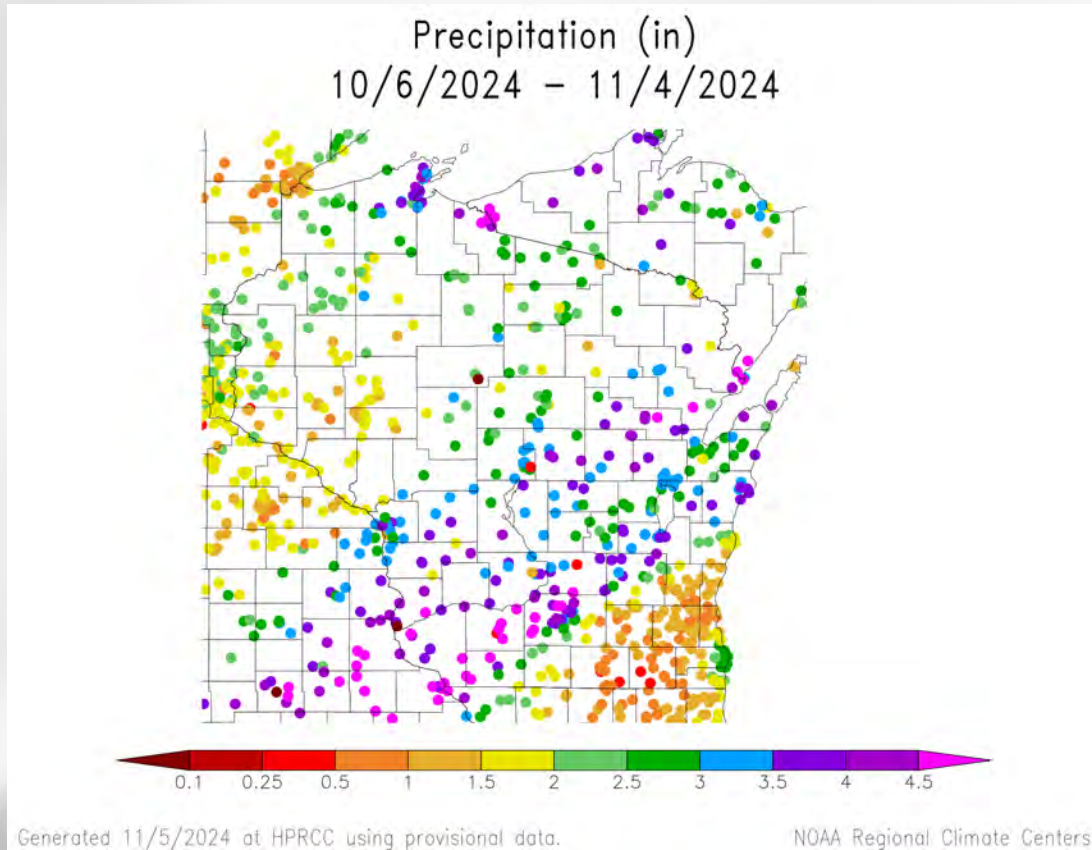 Precipitation (in)
10/6/2024 – 11/4/2024
0.1 0.25 0.5 1 1.5 2 2.5 3 3.5 4 4.5
Generated 11/5/2024 at HPRCC using provisional data. NOAA Regional Climate Centers